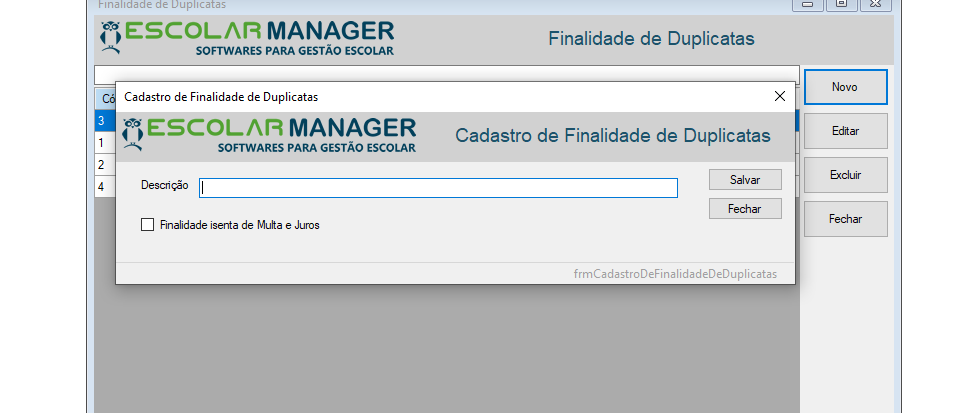 Finalidade de Duplicatas
ESCOLAR MANAGER
SOFTWARES PARA GESTÃO ESCOLAR
Finalidade de Duplicatas
Novo
Editar
Excluir
Fechar
Có
3
1
2
4
Cadastro de Finalidade de Duplicatas
ESCOLAR MANAGER
SOFTWARES PARA GESTÃO ESCOLAR
Cadastro de Finalidade de Duplicatas
Descrição
Salvar
Fechar
Finalidade isenta de Multa e Juros
frmCadastroDeFinalidadeDeDuplicatas